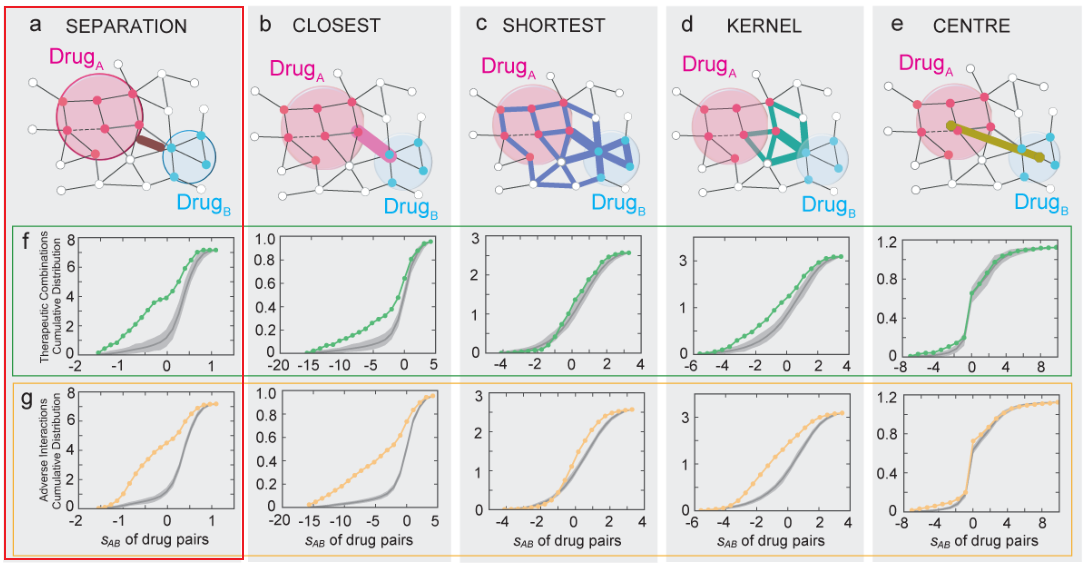 a SEPARATION
b CLOSEST
c SHORTEST
d KERNEL
e CENTRE
DrugA
DrugB
DrugA
DrugB
DrugA
DrugB
DrugA
DrugB
DrugA
DrugB
f
Therapeutic Combinations
Cumulative Distribution
8
6
4
2
0
-2 -1 0 1
1.0
0.8
0.6
0.4
0.2
0
-20 -15 -10 -5 0 5
3
2
1
0
-4 -2 0 2 4
3
1
0
-6 -4 -2 0 2 4
1.2
0.8
0.4
0
-8 -4 0 4 8
g
Adverse Interactions
Cumulative Distribution
8
6
4
2
0
-2 -1 0 1
1.0
0.8
0.6
0.4
0.2
0
-20 -15 -10 -5 0 5
3
2
1
0
-4 -2 0 2 4
3
1
0
-6 -4 -2 0 2 4
1.2
0.8
0.4
0
-8 -4 0 4 8
sAB of drug pairs
sAB of drug pairs
sAB of drug pairs
sAB of drug pairs
sAB of drug pairs